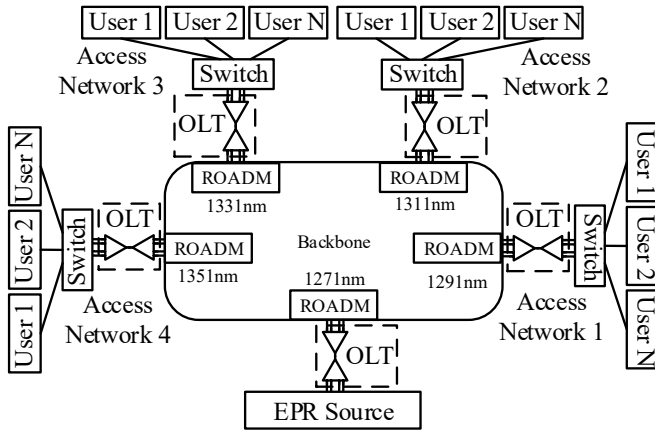 User 1 User 2 User N
User 1 User 2 User N
Access
Network 3
Switch
Switch
Access
Network 2
OLT
OLT
ROADM
1331nm
ROADM
1311nm
User N
User 2
User 1
Switch
OLT
ROADM
1351nm
Access
Network 4
Backbone
ROADM
1291nm
OLT
Switch
User 1
User 2
User N
Access
Network 1
1271nm
ROADM
OLT
EPR Source